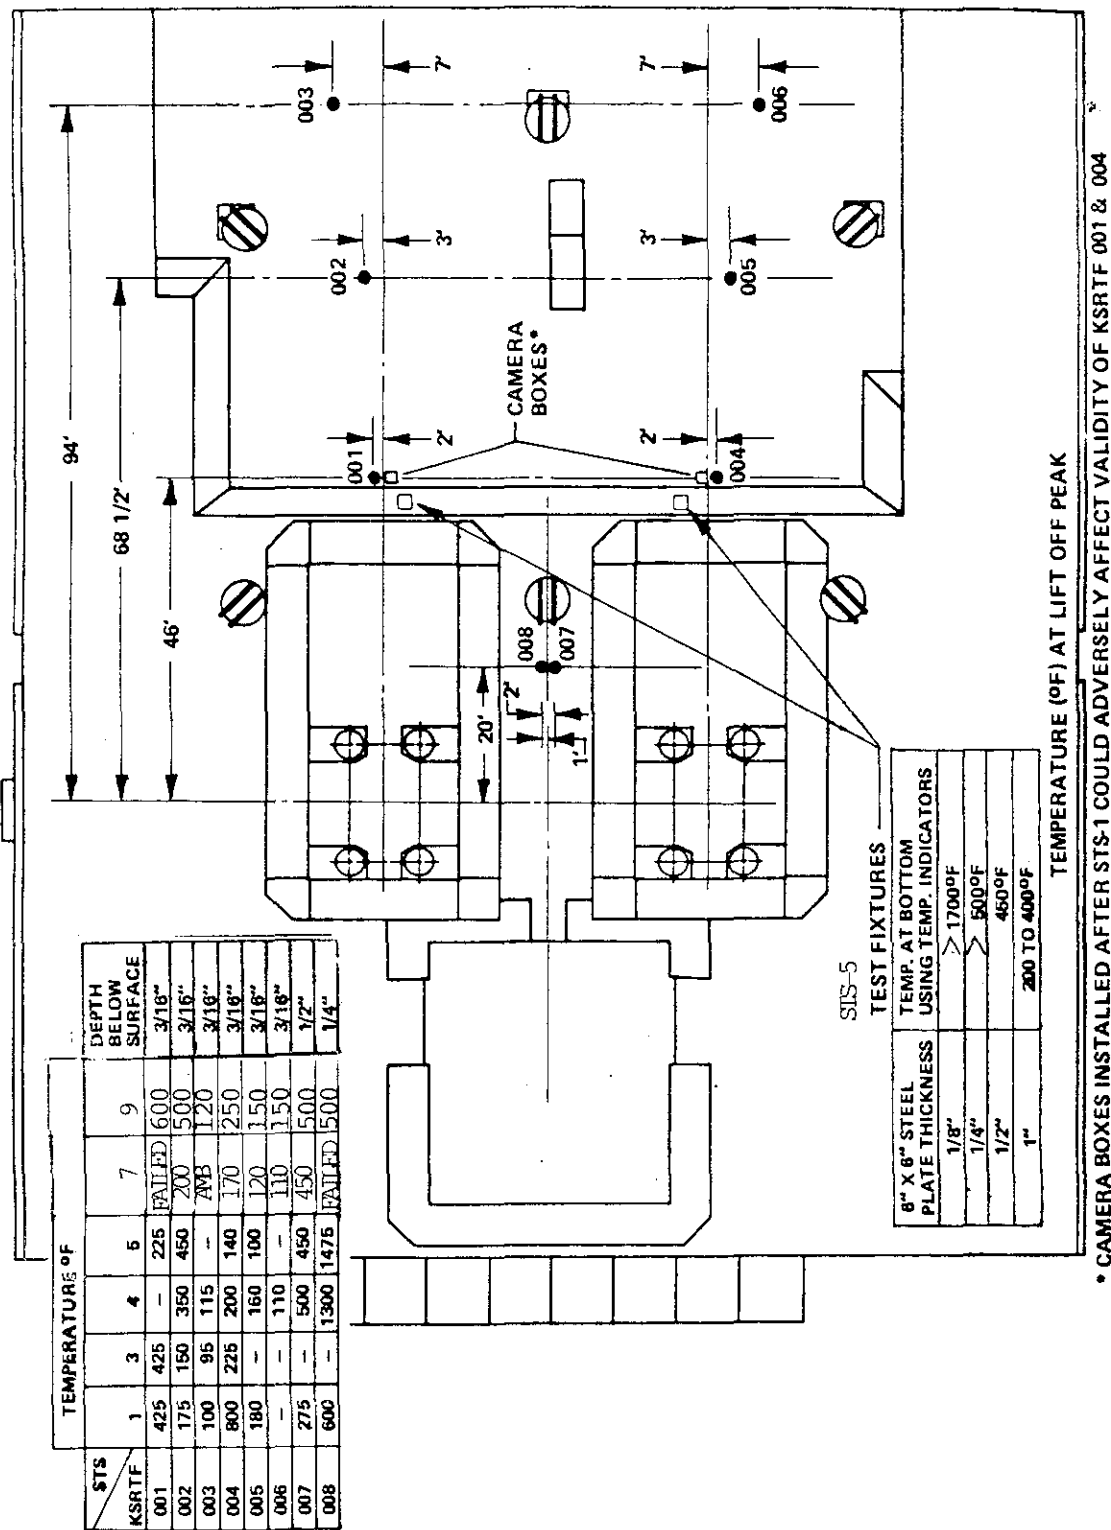 TEMPERATURE °F
STS KSRTF 1 3 4 5 7 9 DEPTH BELOW SURFACE
001 425 425 – 225 FAILED 600 3/16"
002 175 150 350 450 200 500 3/16"
003 100 95 115 – AMB 120 3/16"
004 800 225 200 140 170 250 3/16"
005 180 – 160 100 120 150 3/16"
006 – – 110 – 110 150 3/16"
007 275 – 500 450 450 500 1/2"
008 600 – 1300 1475 FAILED 500 1/4"
94'
68 1/2'
46'
20'
2'
1'
003
7'
7'
006
002
3'
3'
005
001
2'
2'
004
008
007
CAMERA
BOXES*
STS-5
TEST FIXTURES
6" X 6" STEEL PLATE THICKNESS TEMP. AT BOTTOM USING TEMP. INDICATORS
1/8" > 1700°F
1/4" > 500°F
1/2" 450°F
1" 200 TO 400°F
TEMPERATURE (°F) AT LIFT OFF PEAK
* CAMERA BOXES INSTALLED AFTER STS-1 COULD ADVERSELY AFFECT VALIDITY OF KSRTF 001 & 004